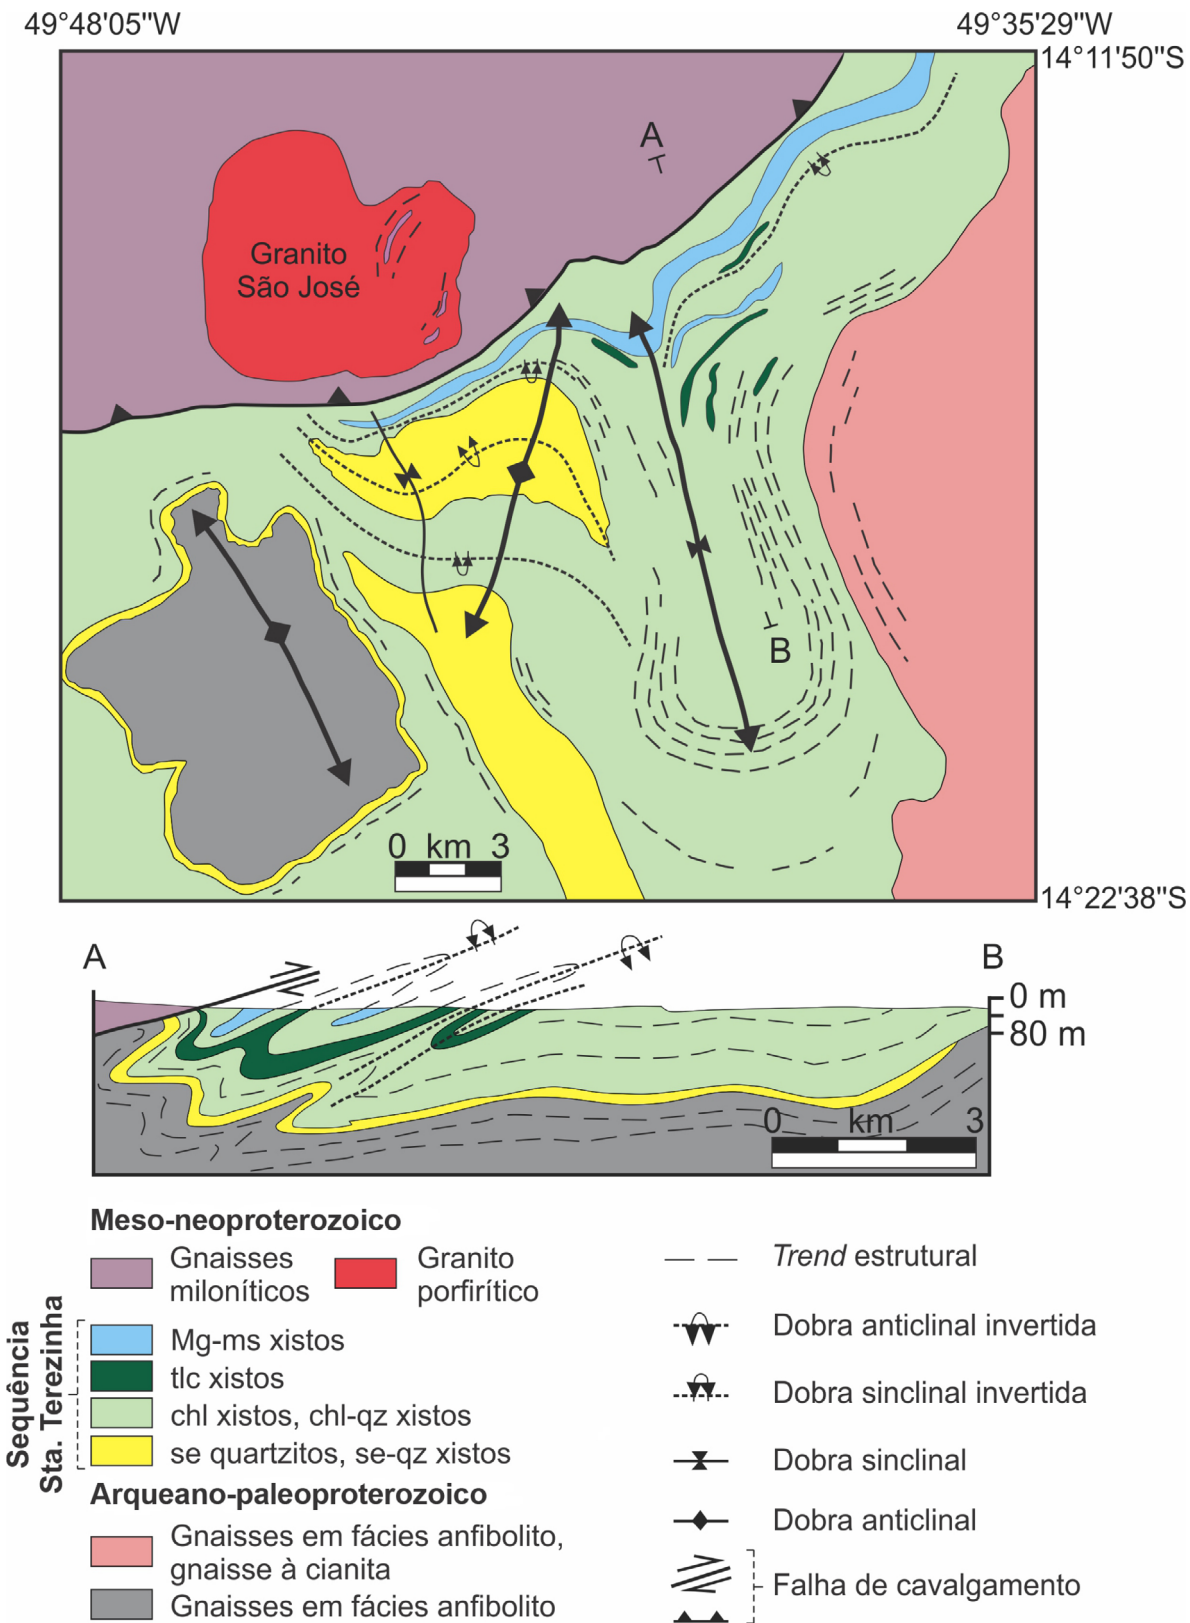 49°48'05"W
49°35'29"W
14°11'50"S
A
Granito
São José
B
0 km 3
14°22'38"S
A
B
0 m
80 m
0 km 3
Meso-neoproterozoico
Gnaisses
miloníticos
Granito
porfirítico
Sequência
Sta. Terezinha
Mg-ms xistos
tlc xistos
chl xistos, chl-qz xistos
se quartzitos, se-qz xistos
Arqueano-paleoproterozoico
Gnaisses em fácies anfibolito,
gnaisse à cianita
Gnaisses em fácies anfibolito
Trend estrutural
Dobra anticlinal invertida
Dobra sinclinal invertida
Dobra sinclinal
Dobra anticlinal
Falha de cavalgamento